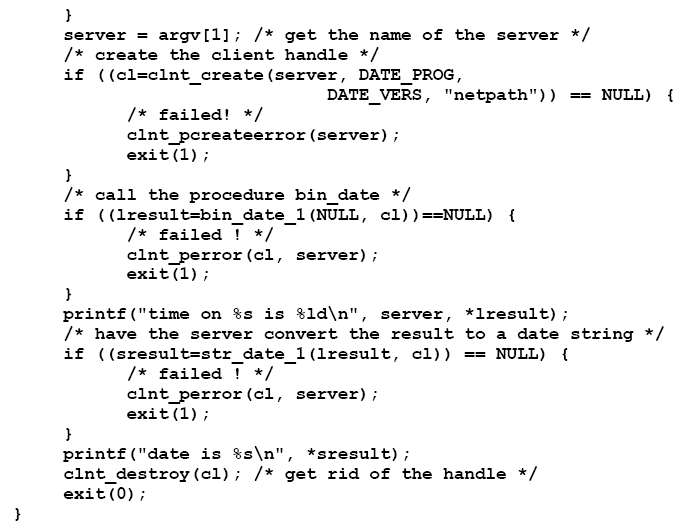 }
server = argv[1]; /* get the name of the server */
/* create the client handle */
if ((cl=clnt_create(server, DATE_PROG,
DATE_VERS, "netpath")) == NULL) {
/* failed! */
clnt_pcreateerror(server);
exit(1);
}
/* call the procedure bin_date */
if ((lresult=bin_date_1(NULL, cl))==NULL) {
/* failed ! */
clnt_perror(cl, server);
exit(1);
}
printf("time on %s is %ld\n", server, *lresult);
/* have the server convert the result to a date string */
if ((sresult=str_date_1(lresult, cl)) == NULL) {
/* failed ! */
clnt_perror(cl, server);
exit(1);
}
printf("date is %s\n", *sresult);
clnt_destroy(cl); /* get rid of the handle */
exit(0);
}